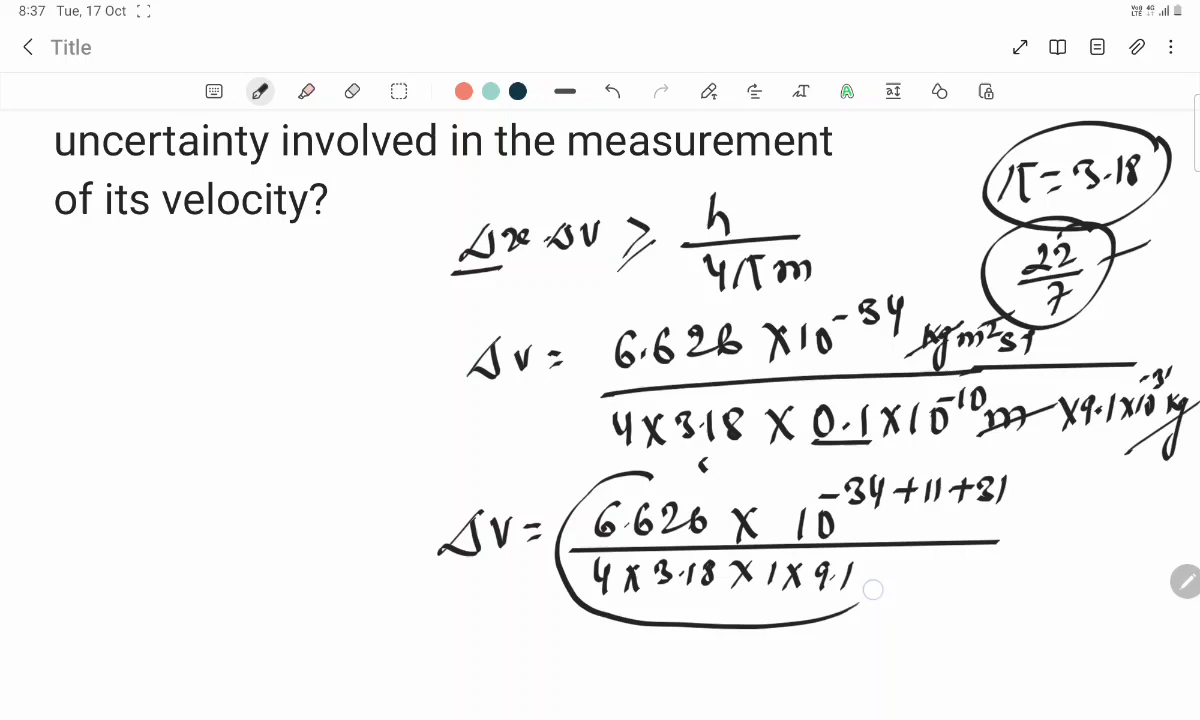 8:37 Tue, 17 Oct
Title
uncertainty involved in the measurement
of its velocity?
π = 3.18
22/7
Δx · Δv ≥ h/4πm
Δv = 6.626 × 10⁻³⁴ kg m² s⁻¹ / 4 × 3.18 × 0.1 × 10⁻¹⁰ m × 9.1 × 10⁻³¹ kg
Δv = 6.626 × 10⁻³⁴⁺¹¹⁺³¹ / 4 × 3.18 × 1 × 9.1